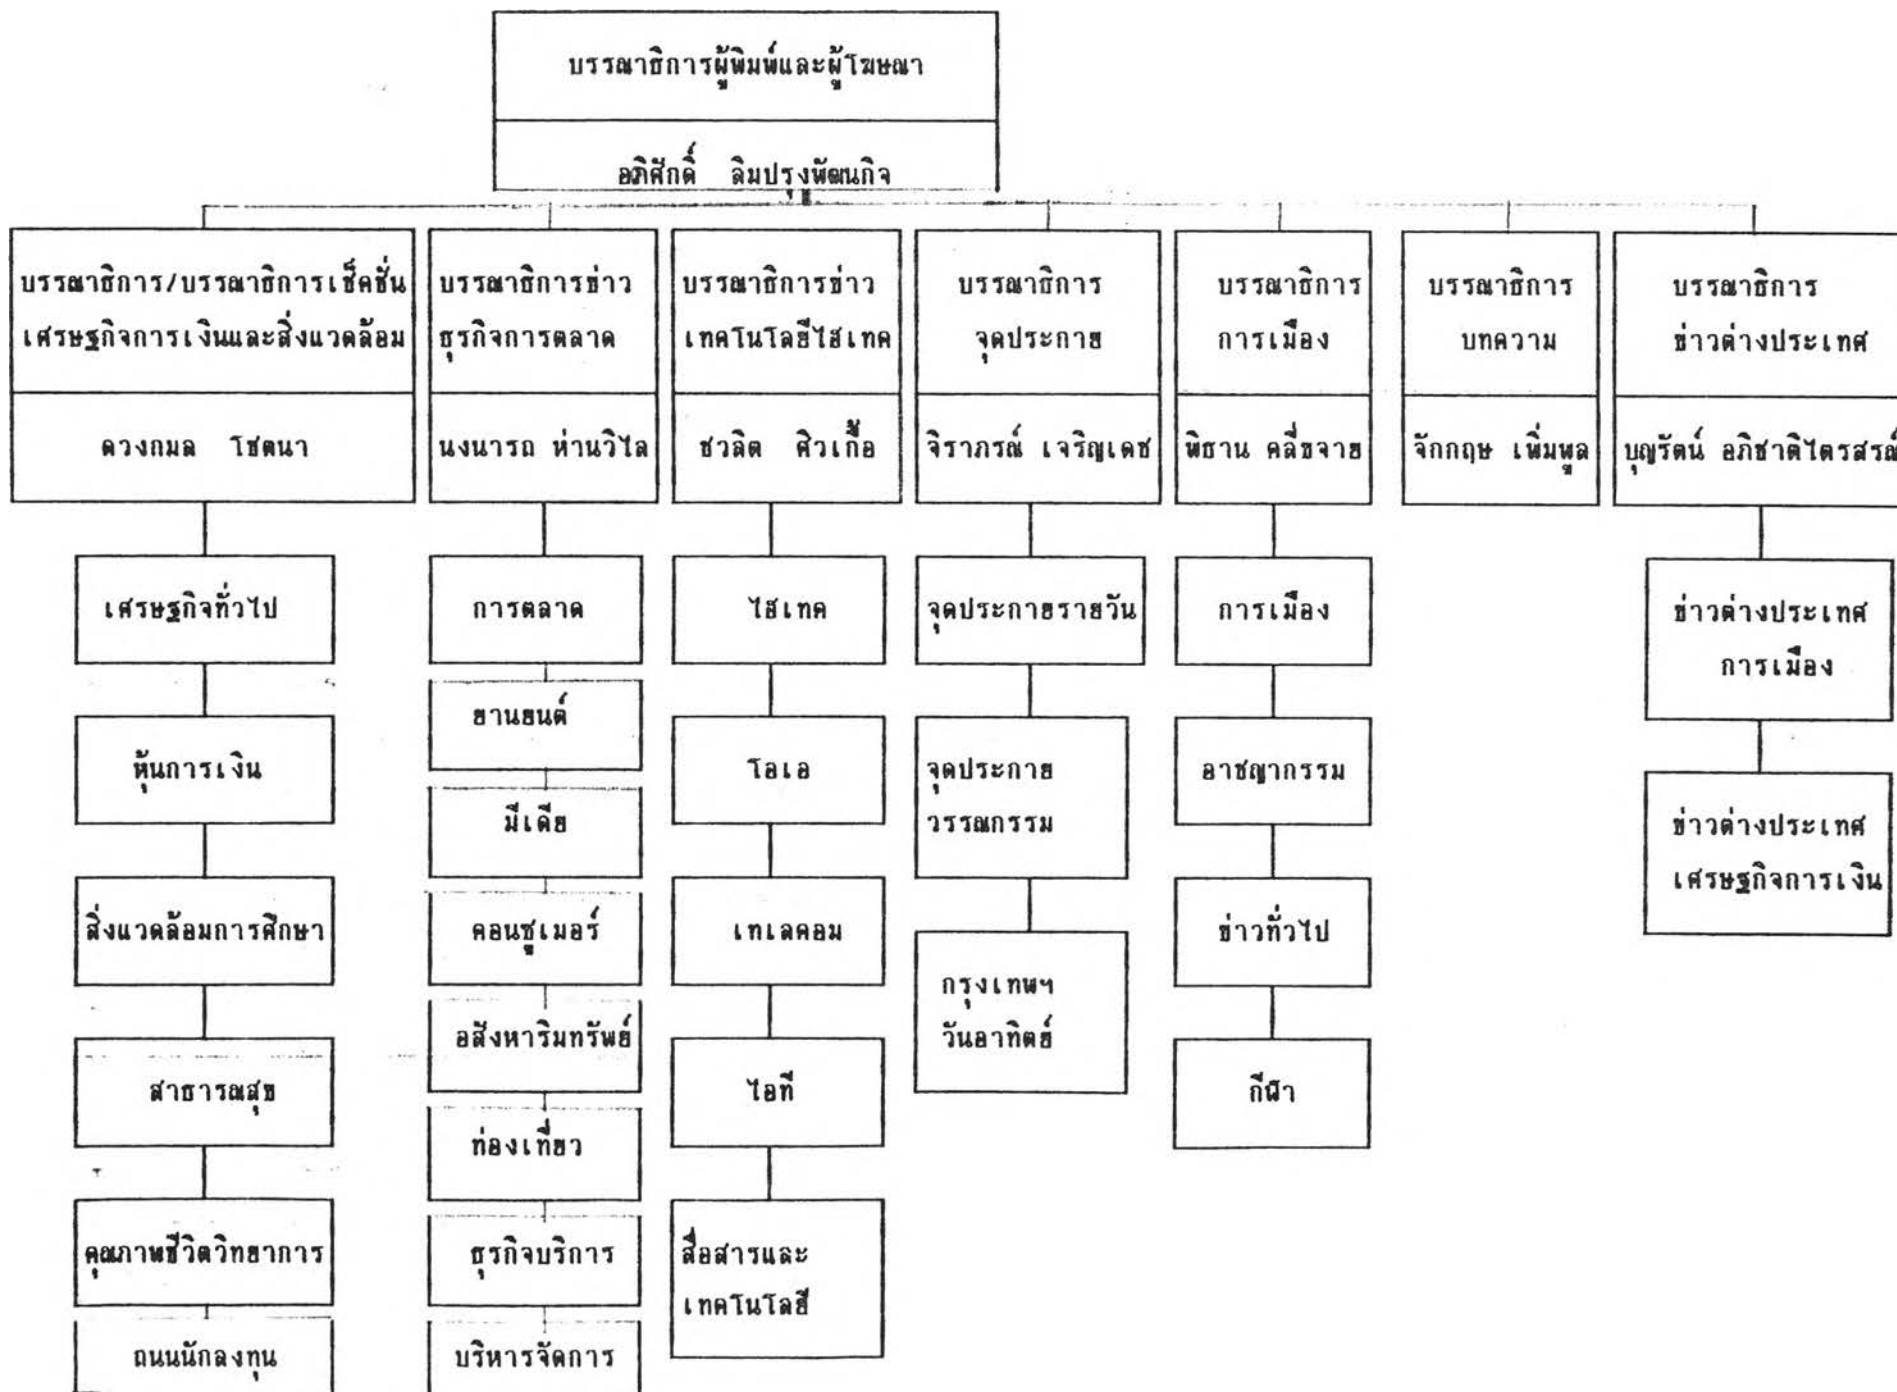 บรรณาธิการผู้พิมพ์และผู้โฆษณา
อภิศักดิ์ ลิมปรุงพัฒนกิจ
บรรณาธิการ/บรรณาธิการเซ็คชั่น
เศรษฐกิจการเงินและสิ่งแวดล้อม
ดวงกมล โชตนา
บรรณาธิการข่าว
ธุรกิจการตลาด
นงนารถ ห่านวิไล
บรรณาธิการข่าว
เทคโนโลยีไฮเทค
ชวลิต ศิวเกื้อ
บรรณาธิการ
จุดประกาย
จิราภรณ์ เจริญเดช
บรรณาธิการ
การเมือง
พิธาน คลี่ขจาย
บรรณาธิการ
บทความ
จักกฤษ เพิ่มพูล
บรรณาธิการ
ข่าวต่างประเทศ
บุญรัตน์ อภิชาติไตรสรณ์
เศรษฐกิจทั่วไป
หุ้นการเงิน
สิ่งแวดล้อมการศึกษา
สาธารณสุข
คุณภาพชีวิตวิทยาการ
ถนนนักลงทุน
การตลาด
ยานยนต์
มีเดีย
คอนซูเมอร์
อสังหาริมทรัพย์
ท่องเที่ยว
ธุรกิจบริการ
บริหารจัดการ
ไฮเทค
โอเอ
เทเลคอม
ไอที
สื่อสารและ
เทคโนโลยี
จุดประกายรายวัน
จุดประกาย
วรรณกรรม
กรุงเทพฯ
วันอาทิตย์
การเมือง
อาชญากรรม
ข่าวทั่วไป
กีฬา
ข่าวต่างประเทศ
การเมือง
ข่าวต่างประเทศ
เศรษฐกิจการเงิน